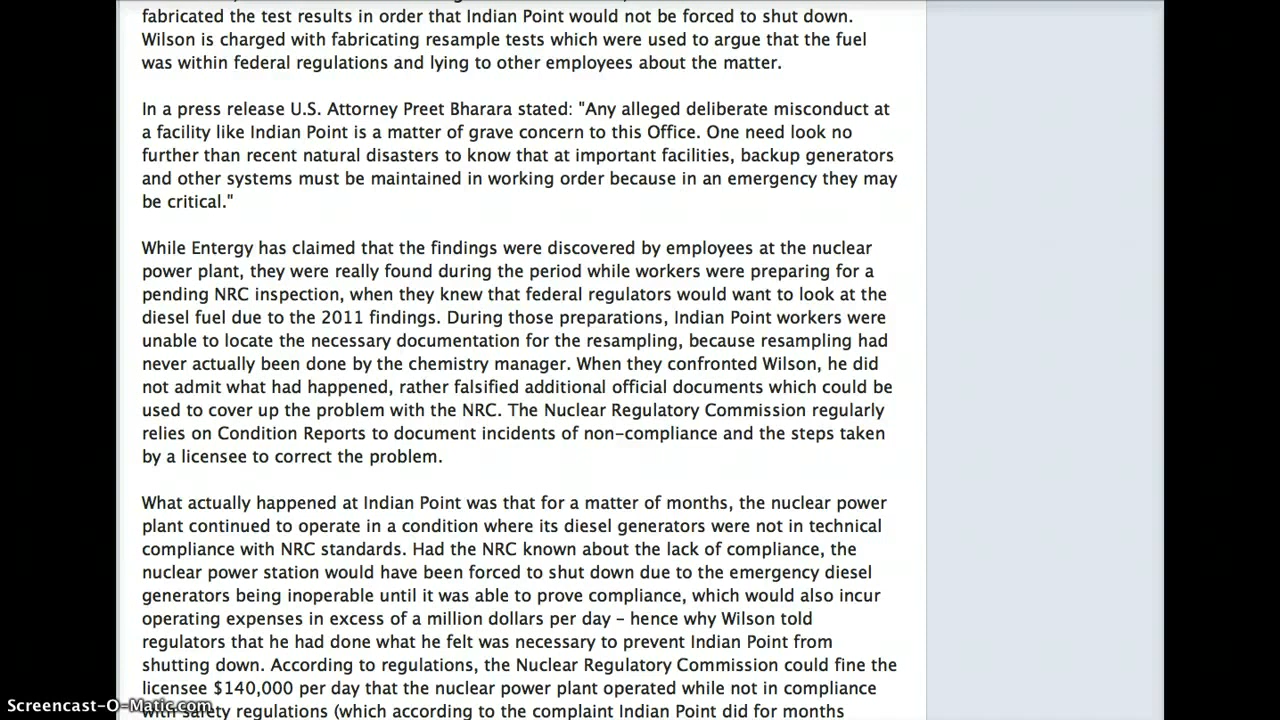 fabricated the test results in order that Indian Point would not be forced to shut down.
Wilson is charged with fabricating resample tests which were used to argue that the fuel
was within federal regulations and lying to other employees about the matter.
In a press release U.S. Attorney Preet Bharara stated: "Any alleged deliberate misconduct at
a facility like Indian Point is a matter of grave concern to this Office. One need look no
further than recent natural disasters to know that at important facilities, backup generators
and other systems must be maintained in working order because in an emergency they may
be critical."
While Entergy has claimed that the findings were discovered by employees at the nuclear
power plant, they were really found during the period while workers were preparing for a
pending NRC inspection, when they knew that federal regulators would want to look at the
diesel fuel due to the 2011 findings. During those preparations, Indian Point workers were
unable to locate the necessary documentation for the resampling, because resampling had
never actually been done by the chemistry manager. When they confronted Wilson, he did
not admit what had happened, rather falsified additional official documents which could be
used to cover up the problem with the NRC. The Nuclear Regulatory Commission regularly
relies on Condition Reports to document incidents of non-compliance and the steps taken
by a licensee to correct the problem.
What actually happened at Indian Point was that for a matter of months, the nuclear power
plant continued to operate in a condition where its diesel generators were not in technical
compliance with NRC standards. Had the NRC known about the lack of compliance, the
nuclear power station would have been forced to shut down due to the emergency diesel
generators being inoperable until it was able to prove compliance, which would also incur
operating expenses in excess of a million dollars per day – hence why Wilson told
regulators that he had done what he felt was necessary to prevent Indian Point from
shutting down. According to regulations, the Nuclear Regulatory Commission could fine the
licensee $140,000 per day that the nuclear power plant operated while not in compliance
with safety regulations (which according to the complaint Indian Point did for months
Screencast-O-Matic.com